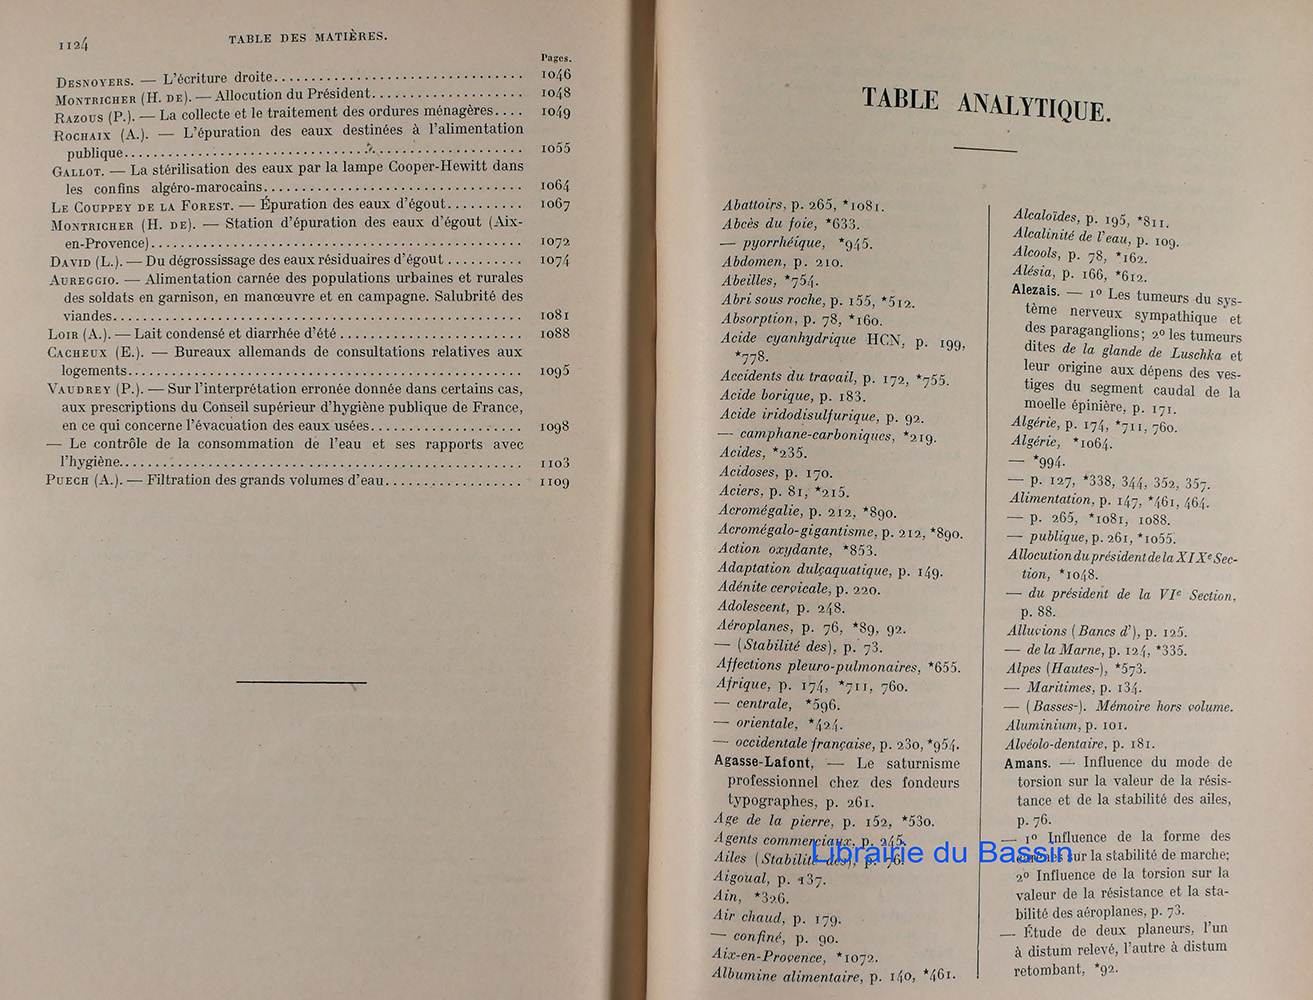 1124
TABLE DES MATIÈRES.
Pages.
DESNOYERS. — L'écriture droite................................ 1046
MONTRICHER (H. DE). — Allocution du Président.................... 1048
RAZOUS (P.). — La collecte et le traitement des ordures ménagères.... 1049
ROCHAIX (A.). — L'épuration des eaux destinées à l'alimentation
publique................................................ 1055
GALLOT. — La stérilisation des eaux par la lampe Cooper-Hewitt dans
les confins algéro-marocains.................................. 1064
LE COUPPEY DE LA FOREST. — Épuration des eaux d'égout.......... 1067
MONTRICHER (H. DE). — Station d'épuration des eaux d'égout (Aix-
en-Provence)................................................ 1072
DAVID (L.). — Du dégrossissage des eaux résiduaires d'égout.......... 1074
AUREGGIO. — Alimentation carnée des populations urbaines et rurales
des soldats en garnison, en manœuvre et en campagne. Salubrité des
viandes.................................................... 1081
LOIR (A.). — Lait condensé et diarrhée d'été........................ 1088
CACHEUX (E.). — Bureaux allemands de consultations relatives aux
logements.................................................. 1095
VAUDREY (P.). — Sur l'interprétation erronée donnée dans certains cas,
aux prescriptions du Conseil supérieur d'hygiène publique de France,
en ce qui concerne l'évacuation des eaux usées.................... 1098
— Le contrôle de la consommation de l'eau et ses rapports avec
l'hygiène.................................................... 1103
PUECH (A.). — Filtration des grands volumes d'eau.................. 1109
TABLE ANALYTIQUE.
Abattoirs, p. 265, *1081.
Abcès du foie, *633.
— pyorrhéique, *945.
Abdomen, p. 210.
Abeilles, *754.
Abri sous roche, p. 155, *512.
Absorption, p. 78, *160.
Acide cyanhydrique HCN, p. 199,
*778.
Accidents du travail, p. 172, *755.
Acide borique, p. 183.
Acide iridodisulfurique, p. 92.
— camphane-carboniques, *219.
Acides, *235.
Acidoses, p. 170.
Aciers, p. 81, *215.
Acromégalie, p. 212, *890.
Acromégalo-gigantisme, p. 212, *890.
Action oxydante, *853.
Adaptation dulçaquatique, p. 149.
Adénite cervicale, p. 220.
Adolescent, p. 248.
Aéroplanes, p. 76, *89, 92.
— (Stabilité des), p. 73.
Affections pleuro-pulmonaires, *655.
Afrique, p. 174, *711, 760.
— centrale, *596.
— orientale, *424.
— occidentale française, p. 230, *954.
Agasse-Lafont, — Le saturnisme
professionnel chez des fondeurs
typographes, p. 261.
Age de la pierre, p. 152, *530.
Agents commerciaux, p. 245.
Ailes (Stabilité des), p. 76.
Aigoual, p. 137.
Ain, *326.
Air chaud, p. 179.
— confiné, p. 90.
Aix-en-Provence, *1072.
Albumine alimentaire, p. 140, *461.
Alcaloïdes, p. 195, *811.
Alcalinité de l'eau, p. 109.
Alcools, p. 78, *162.
Alésia, p. 166, *612.
Alezais. — 1º Les tumeurs du sys-
tème nerveux sympathique et
des paraganglions; 2º les tumeurs
dites de la glande de Luschka et
leur origine aux dépens des ves-
tiges du segment caudal de la
moelle épinière, p. 171.
Algérie, p. 174, *711, 760.
Algérie, *1064.
— *994.
— p. 127, *338, 344, 352, 357.
Alimentation, p. 147, *461, 464.
— p. 265, *1081, 1088.
— publique, p. 261, *1055.
Allocution du président de la XIXe Sec-
tion, *1048.
— du président de la VIe Section,
p. 88.
Alluvions (Bancs d'), p. 125.
— de la Marne, p. 124, *335.
Alpes (Hautes-), *573.
— Maritimes, p. 134.
— (Basses-). Mémoire hors volume.
Aluminium, p. 101.
Alvéolo-dentaire, p. 181.
Amans. — Influence du mode de
torsion sur la valeur de la résis-
tance et de la stabilité des ailes,
p. 76.
— 1º Influence de la forme des
sur la stabilité de marche;
2º Influence de la torsion sur la
valeur de la résistance et la sta-
bilité des aéroplanes, p. 73.
— Étude de deux planeurs, l'un
à distum relevé, l'autre à distum
retombant, *92.
Librairie du Bassin